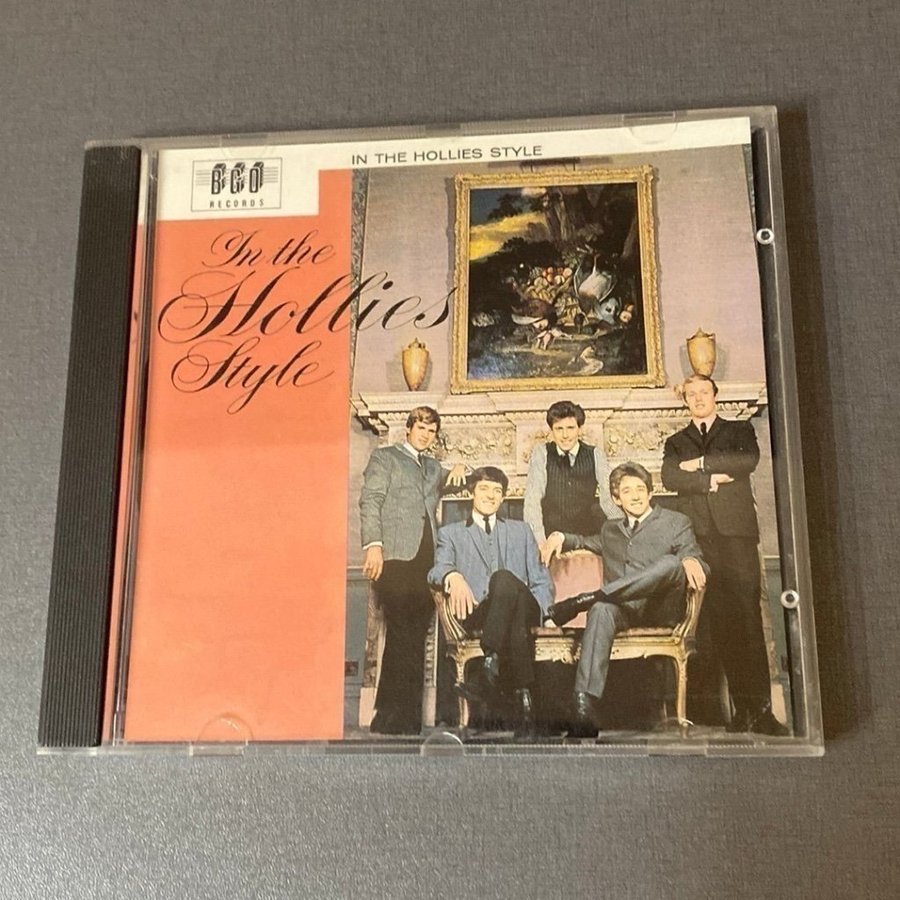 BGO
RECORDS
IN THE HOLLIES STYLE
In the
Hollies
Style